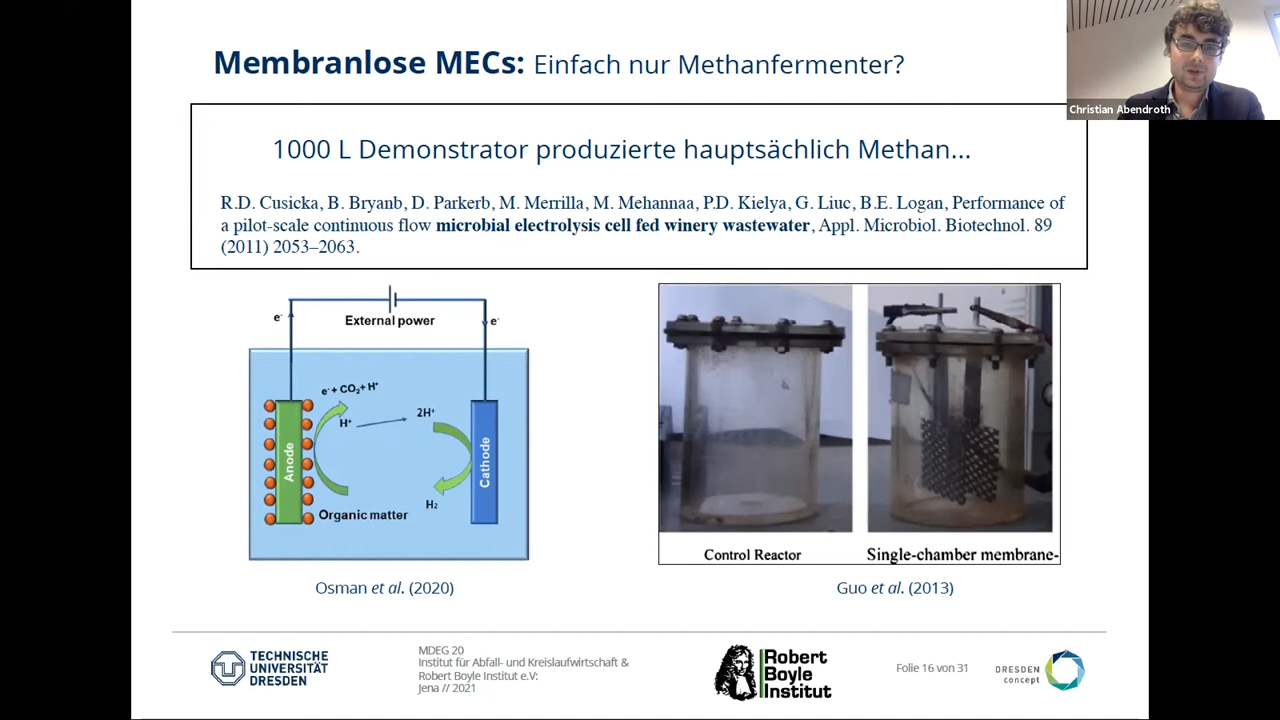 Membranlose MECs: Einfach nur Methanfermenter?
Christian Abendroth
1000 L Demonstrator produzierte hauptsächlich Methan...
R.D. Cusicka, B. Bryanb, D. Parkerb, M. Merrilla, M. Mehannaa, P.D. Kielya, G. Liuc, B.E. Logan, Performance of
a pilot-scale continuous flow microbial electrolysis cell fed winery wastewater, Appl. Microbiol. Biotechnol. 89
(2011) 2053–2063.
External power
e-
e-
e-+ CO₂+ H⁺
H⁺
2H⁺
Anode
Cathode
H₂
Organic matter
Control Reactor
Single-chamber membrane-
Osman et al. (2020)
Guo et al. (2013)
TECHNISCHE
UNIVERSITÄT
DRESDEN
MDEG 20
Institut für Abfall- und Kreislaufwirtschaft &
Robert Boyle Institut e.V:
Jena // 2021
Robert
Boyle
Institut
Folie 16 von 31
DRESDEN
concept